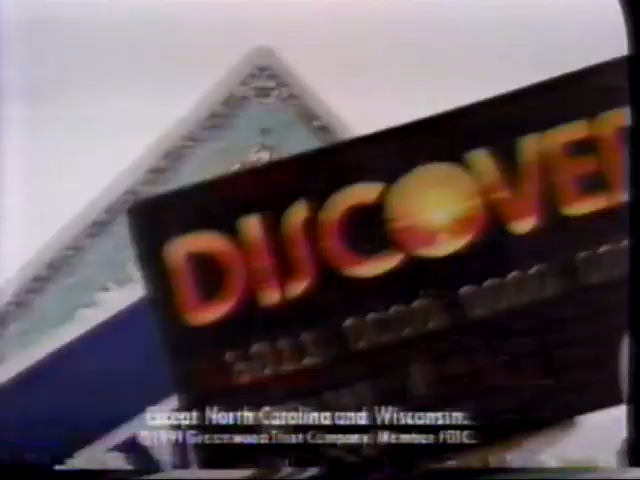 DISCOVE
except North Carolina and Wisconsin.
©1991 Greenwood Trust Company, Member FDIC.